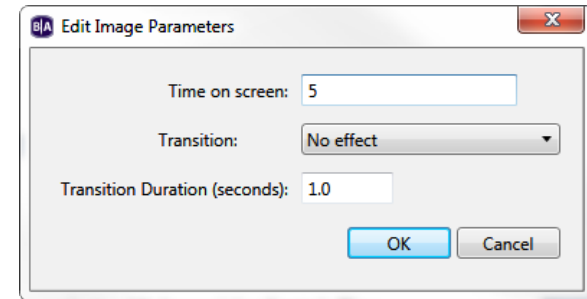 B|A Edit Image Parameters
Time on screen: 5
Transition: No effect
Transition Duration (seconds): 1.0
OK Cancel